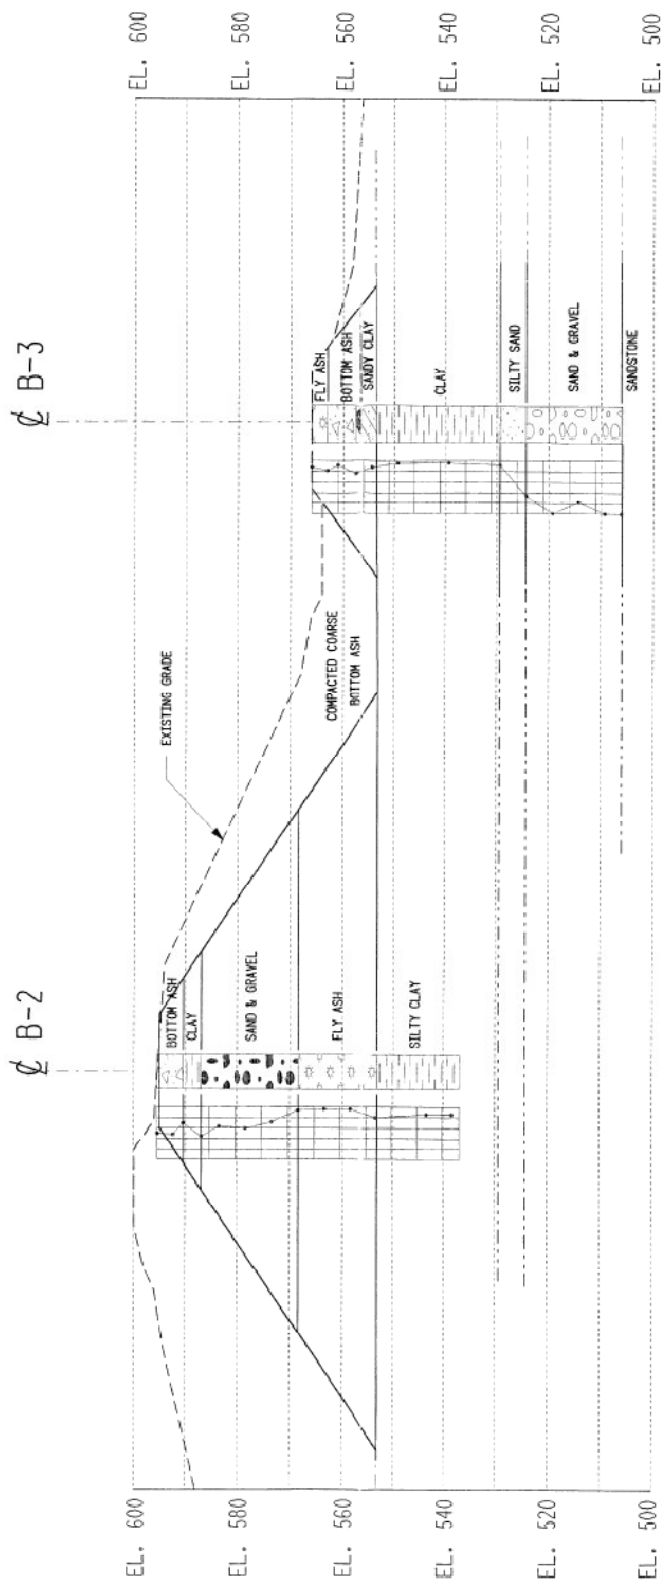 ℄ B-2
℄ B-3
EL. 600
EL. 580
EL. 560
EL. 540
EL. 520
EL. 500
EL. 600
EL. 580
EL. 560
EL. 540
EL. 520
EL. 500
EXISTING GRADE
BOTTOM ASH
CLAY
SAND & GRAVEL
FLY ASH
SILTY CLAY
COMPACTED COARSE
BOTTOM ASH
FLY ASH
BOTTOM ASH
SANDY CLAY
CLAY
SILTY SAND
SAND & GRAVEL
SANDSTONE